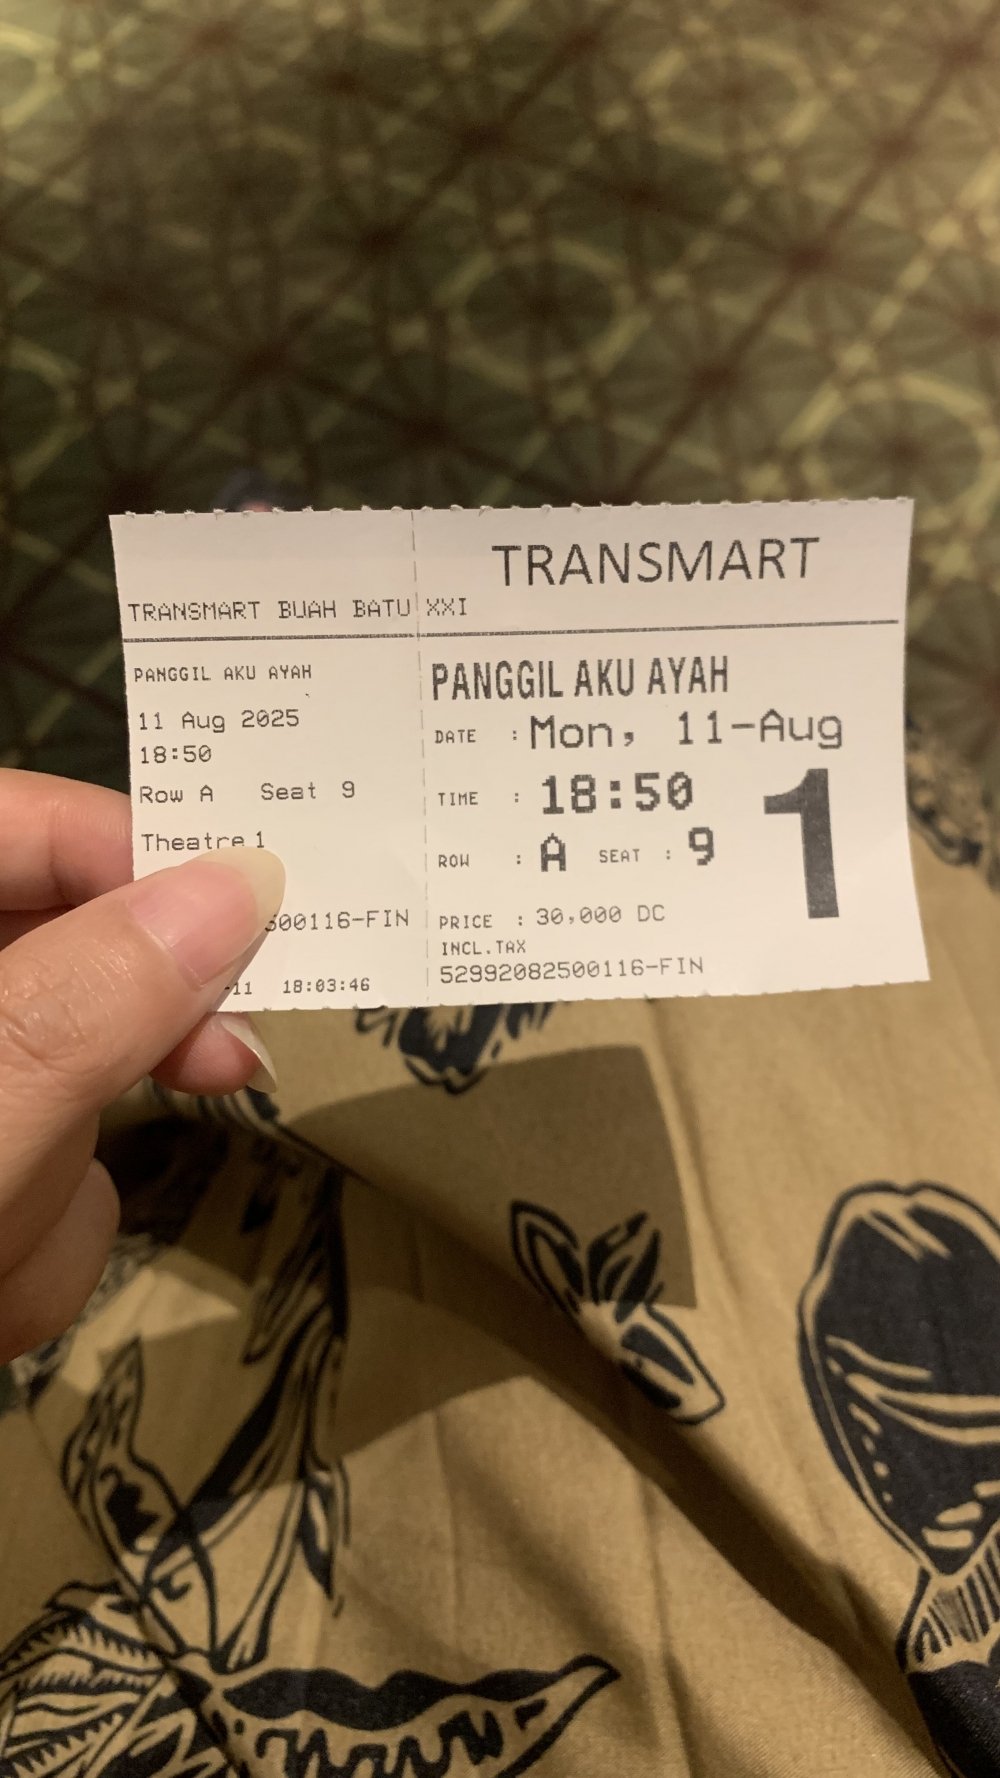 TRANSMART
TRANSMART BUAH BATU XXI
PANGGIL AKU AYAH
11 Aug 2025
18:50
Row A Seat 9
Theatre 1
500116-FIN
-11 18:03:46
PANGGIL AKU AYAH
DATE : Mon, 11-Aug
TIME : 18:50
ROW : A SEAT : 9
1
PRICE : 30,000 DC
INCL.TAX
52992082500116-FIN